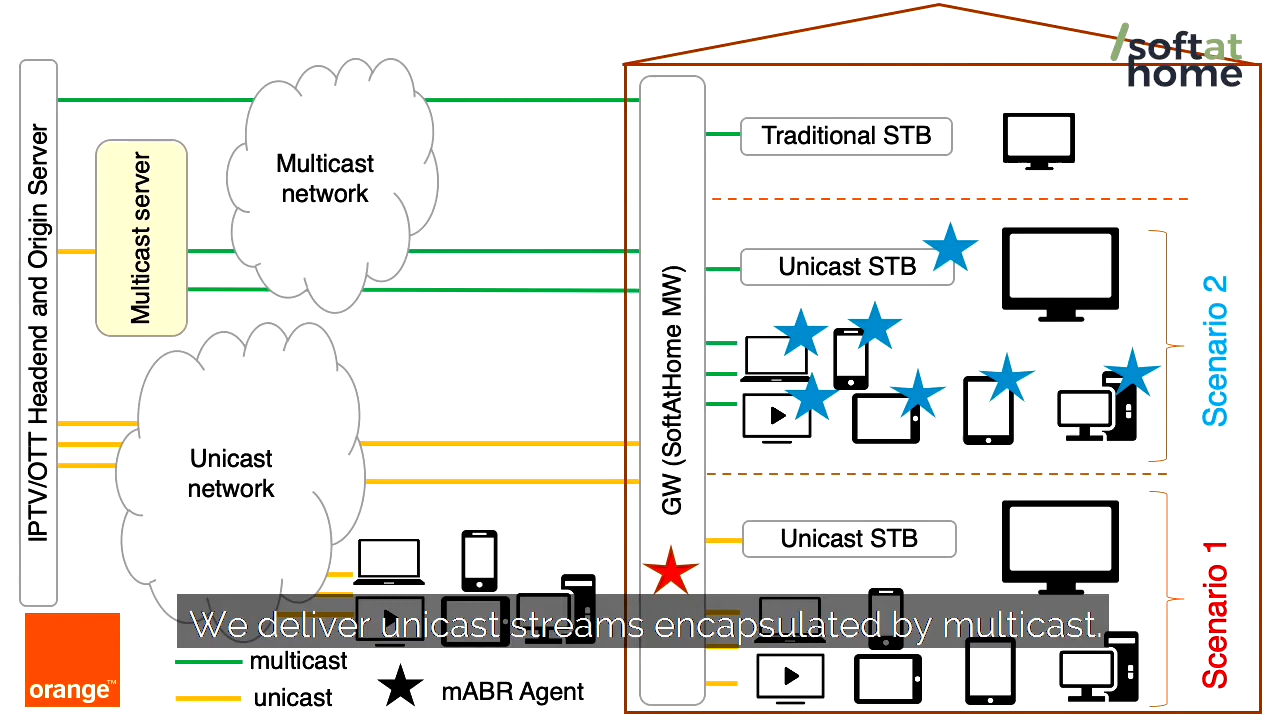 /softat
home
IPTV/OTT Headend and Origin Server
Multicast server
Multicast
network
Unicast
network
GW (SoftAtHome MW)
Traditional STB
Unicast STB
Scenario 2
Unicast STB
Scenario 1
We deliver unicast streams encapsulated by multicast.
orange™
multicast
unicast
mABR Agent